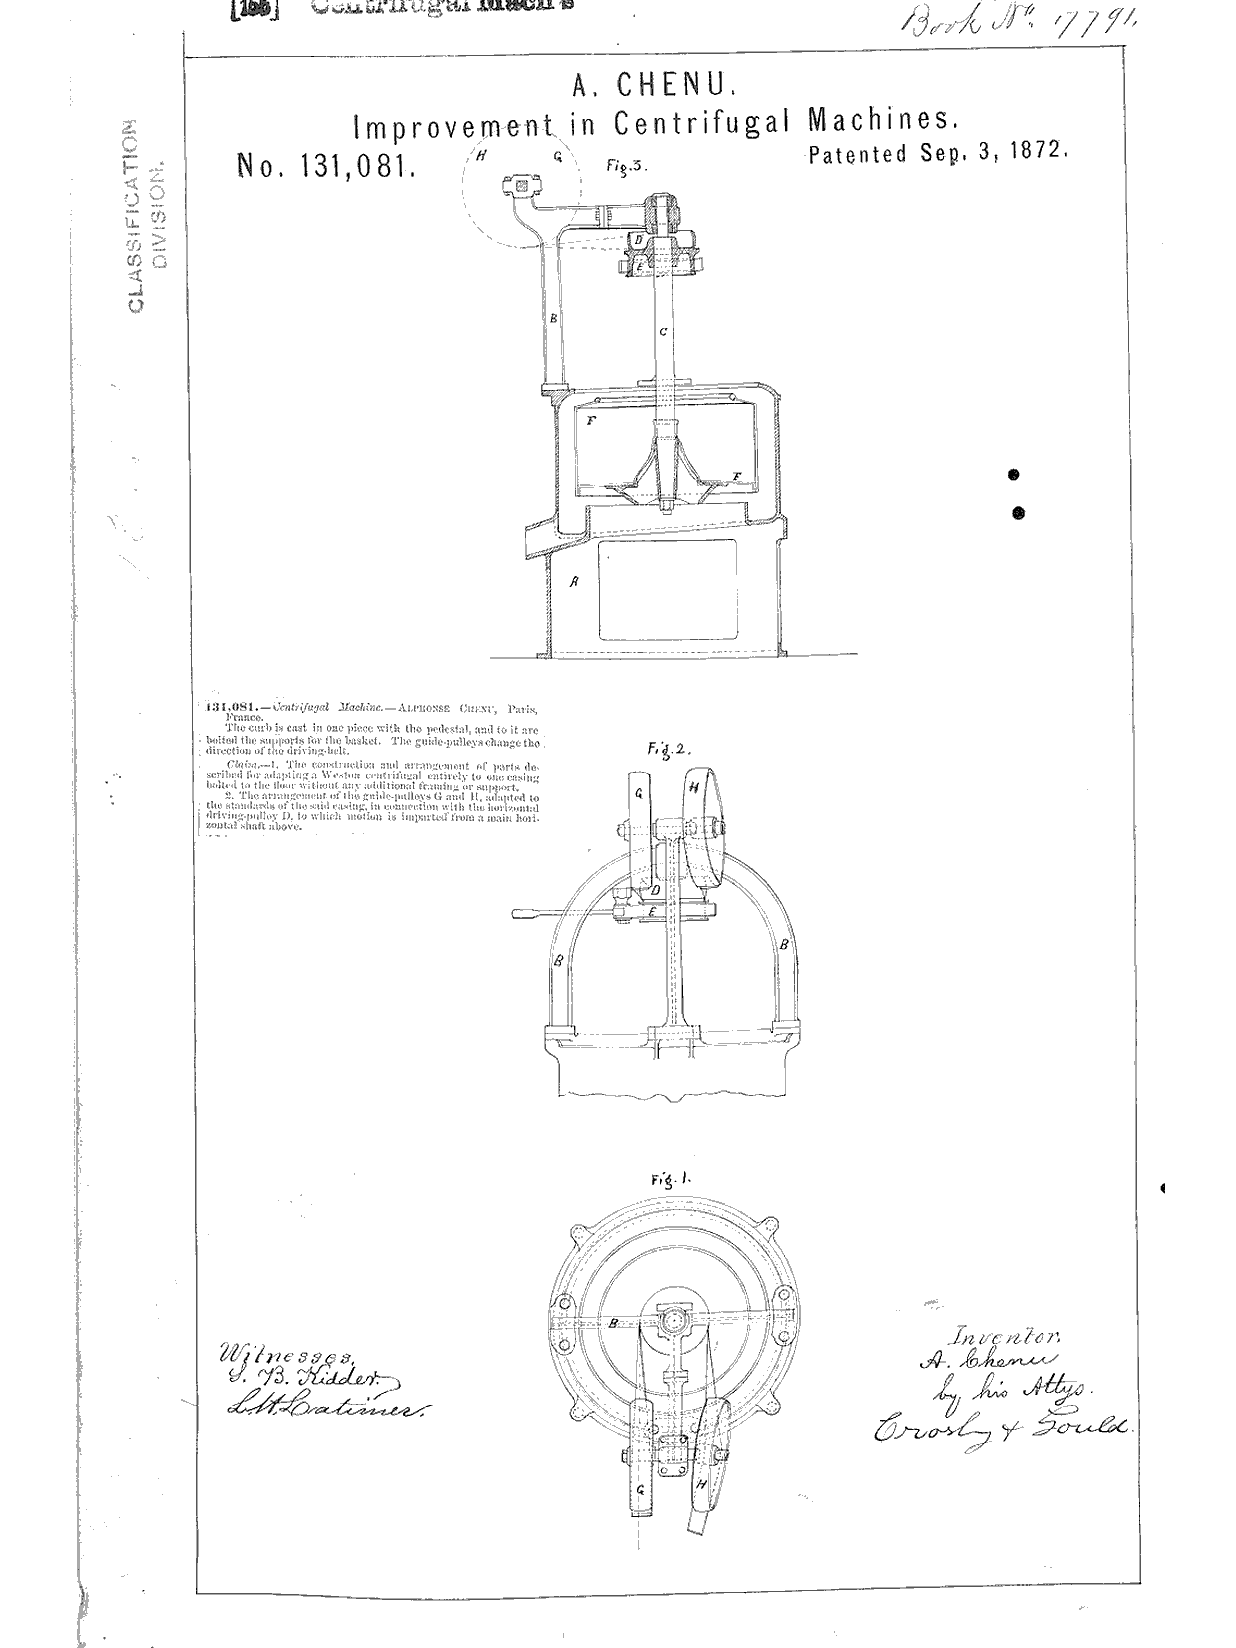 [166] Centrifugal Mach's
Book No. 7791.
CLASSIFICATION
DIVISION.
A. CHENU.
Improvement in Centrifugal Machines.
No. 131,081.
Patented Sep. 3, 1872.
Fig. 3.
H G
D
E
B
C
F
F
A
131,081.—Centrifugal Machine.—ALPHONSE CHENU, Paris,
France.
The curb is cast in one piece with the pedestal, and to it are
bolted the supports for the basket. The guide-pulleys change the
direction of the driving-belt.
Claim.—1. The construction and arrangement of parts de-
scribed for adapting a Weston centrifugal entirely to one casing
bolted to the floor without any additional framing or support.
2. The arrangement of the guide-pulleys G and H, adapted to
the standards of the said casing, in connection with the horizontal
driving-pulley D, to which motion is imparted from a main hori-
zontal shaft above.
Fig. 2.
G H
D
E
B B
Fig. 1.
B
G H
Witnesses.
S. B. Kidder.
L. H. Latimer.
Inventor.
A. Chenu
by his Attys.
Crosby & Gould.